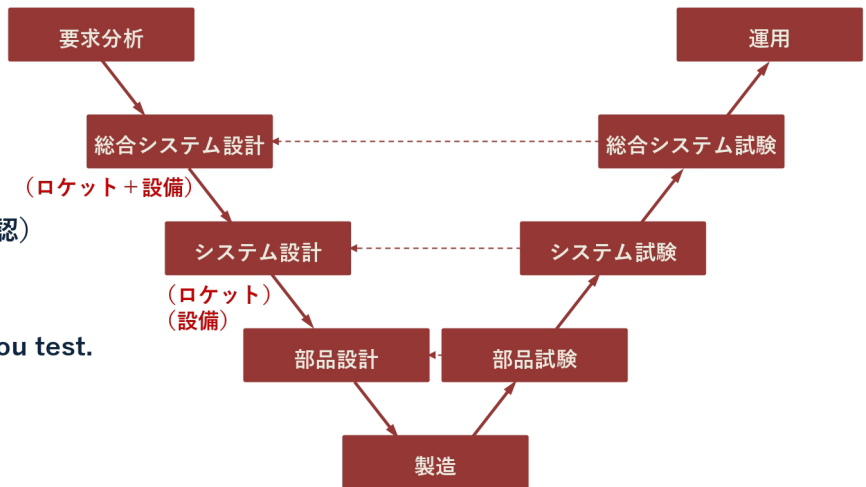 要求分析
運用
総合システム設計
総合システム試験
（ロケット＋設備）
認）
システム設計
システム試験
（ロケット）
（設備）
ou test.
部品設計
部品試験
製造